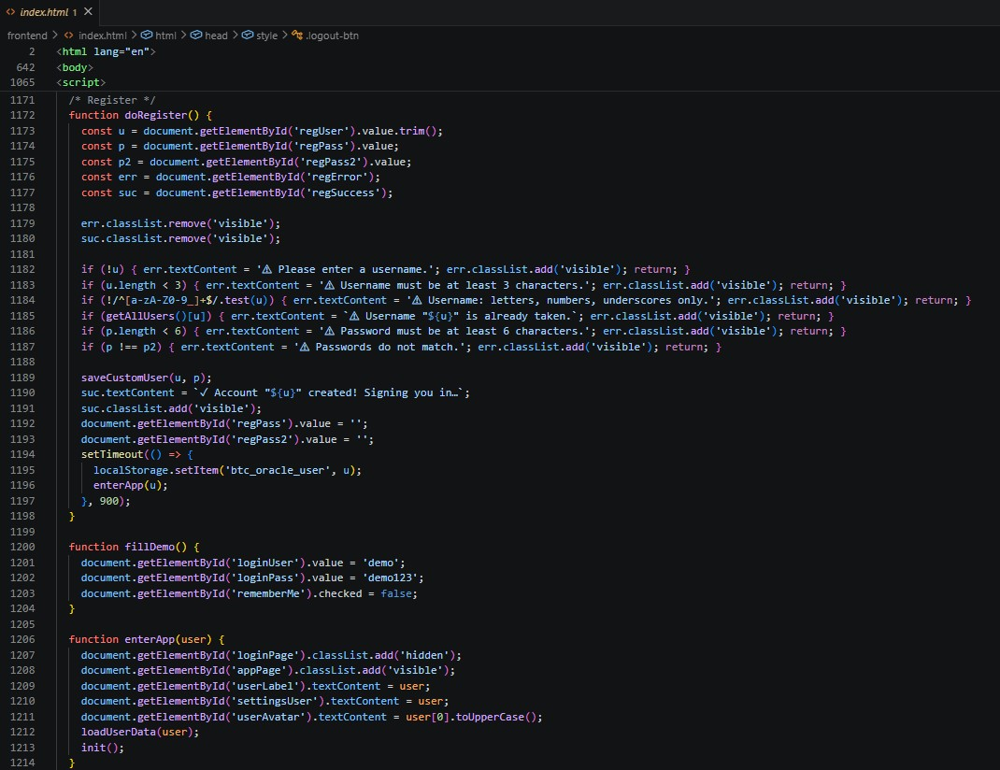 <> index.html 1 ×
frontend > <> index.html > html > head > style > .logout-btn
2 <html lang="en">
642 <body>
1065 <script>
1171 /* Register */
1172 function doRegister() {
1173 const u = document.getElementById('regUser').value.trim();
1174 const p = document.getElementById('regPass').value;
1175 const p2 = document.getElementById('regPass2').value;
1176 const err = document.getElementById('regError');
1177 const suc = document.getElementById('regSuccess');
1178
1179 err.classList.remove('visible');
1180 suc.classList.remove('visible');
1181
1182 if (!u) { err.textContent = '⚠ Please enter a username.'; err.classList.add('visible'); return; }
1183 if (u.length < 3) { err.textContent = '⚠ Username must be at least 3 characters.'; err.classList.add('visible'); return; }
1184 if (!/^[a-zA-Z0-9_]+$/.test(u)) { err.textContent = '⚠ Username: letters, numbers, underscores only.'; err.classList.add('visible'); return; }
1185 if (getAllUsers()[u]) { err.textContent = `⚠ Username "${u}" is already taken.`; err.classList.add('visible'); return; }
1186 if (p.length < 6) { err.textContent = '⚠ Password must be at least 6 characters.'; err.classList.add('visible'); return; }
1187 if (p !== p2) { err.textContent = '⚠ Passwords do not match.'; err.classList.add('visible'); return; }
1188
1189 saveCustomUser(u, p);
1190 suc.textContent = `✓ Account "${u}" created! Signing you in…`;
1191 suc.classList.add('visible');
1192 document.getElementById('regPass').value = '';
1193 document.getElementById('regPass2').value = '';
1194 setTimeout(() => {
1195 localStorage.setItem('btc_oracle_user', u);
1196 enterApp(u);
1197 }, 900);
1198 }
1199
1200 function fillDemo() {
1201 document.getElementById('loginUser').value = 'demo';
1202 document.getElementById('loginPass').value = 'demo123';
1203 document.getElementById('rememberMe').checked = false;
1204 }
1205
1206 function enterApp(user) {
1207 document.getElementById('loginPage').classList.add('hidden');
1208 document.getElementById('appPage').classList.add('visible');
1209 document.getElementById('userLabel').textContent = user;
1210 document.getElementById('settingsUser').textContent = user;
1211 document.getElementById('userAvatar').textContent = user[0].toUpperCase();
1212 loadUserData(user);
1213 init();
1214 }